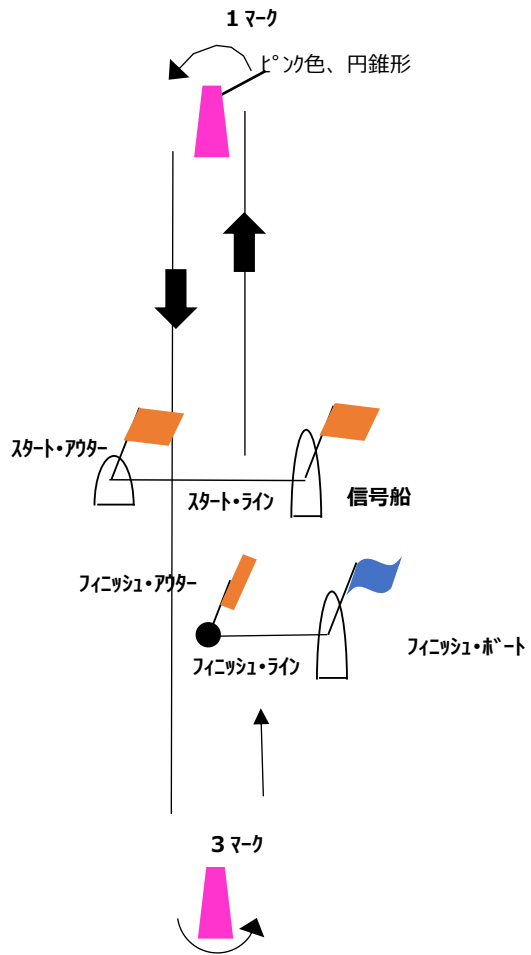 １ﾏｰｸ
ﾋﾟﾝｸ色、円錐形
ｽﾀｰﾄ・ｱｳﾀｰ
ｽﾀｰﾄ・ﾗｲﾝ
信号船
ﾌｨﾆｯｼｭ・ｱｳﾀｰ
ﾌｨﾆｯｼｭ・ﾎﾞｰﾄ
ﾌｨﾆｯｼｭ・ﾗｲﾝ
３ﾏｰｸ